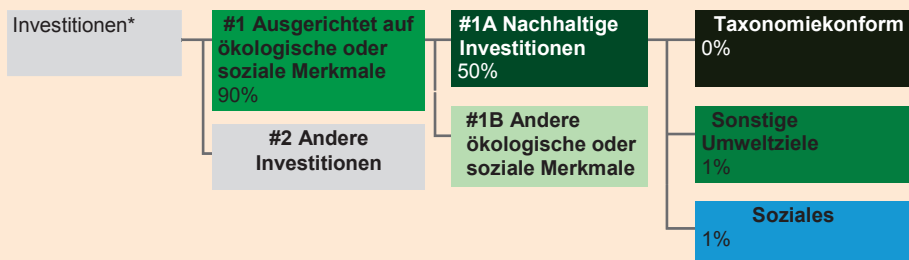 Investitionen*
#1 Ausgerichtet auf
ökologische oder
soziale Merkmale
90%
#2 Andere
Investitionen
#1A Nachhaltige
Investitionen
50%
#1B Andere
ökologische oder
soziale Merkmale
Taxonomiekonform
0%
Sonstige
Umweltziele
1%
Soziales
1%